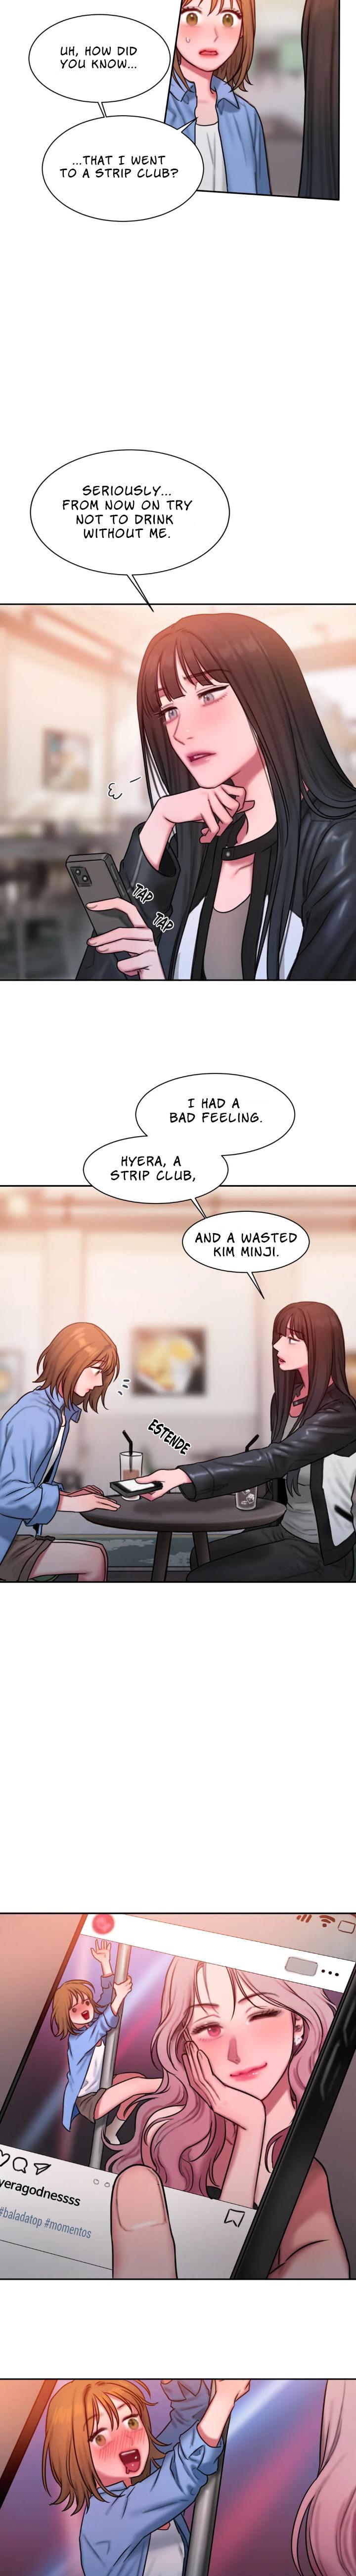 UH, HOW DID
YOU KNOW...
...THAT I WENT
TO A STRIP CLUB?
SERIOUSLY...
FROM NOW ON TRY
NOT TO DRINK
WITHOUT ME.
TAP
TAP
I HAD A
BAD FEELING.
HYERA, A
STRIP CLUB,
AND A WASTED
KIM MINJI.
ESTENDE
yeragodnessss
#baladatop #momentos